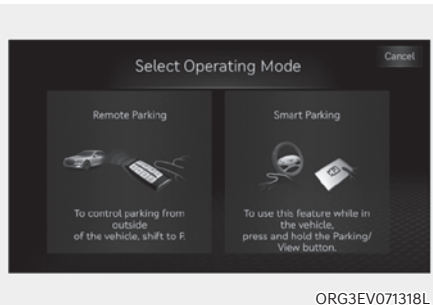 Select Operating Mode
Cancel
Remote Parking
To control parking from
outside
of the vehicle, shift to P.
Smart Parking
To use this feature while in
the vehicle,
press and hold the Parking/
View button.
ORG3EV071318L